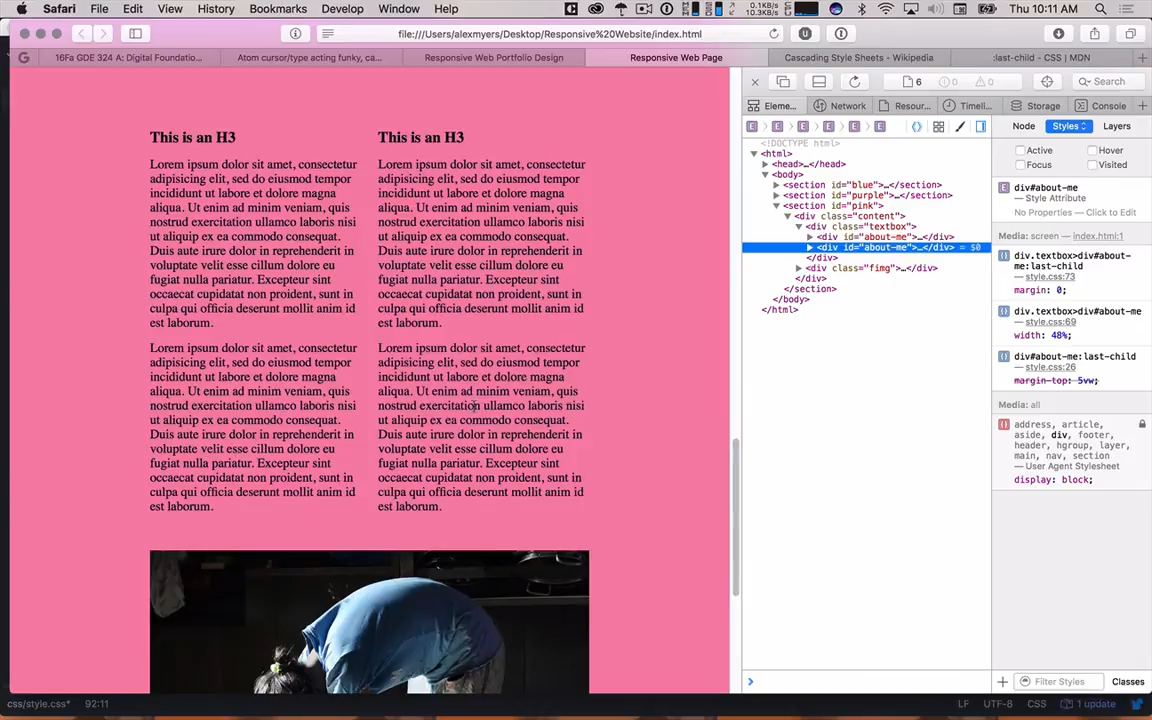 Safari File Edit View History Bookmarks Develop Window Help 0.1KB/s 10.3KB/s Thu 10:11 AM
file:///Users/alexmyers/Desktop/Responsive%20Website/index.html
16Fa GDE 324 A: Digital Foundatio... Atom cursor/type acting funky, ca... Responsive Web Portfolio Design Responsive Web Page Cascading Style Sheets - Wikipedia :last-child - CSS | MDN
6 0 0 Search
Eleme... Network Resour... Timeli... Storage Console
Node Styles Layers
Active Hover
Focus Visited
<!DOCTYPE html>
<html>
<head>…</head>
<body>
<section id="blue">…</section>
<section id="purple">…</section>
<section id="pink">
<div class="content">
<div class="textbox">
<div id="about-me">…</div>
<div id="about-me">…</div> = $0
</div>
<div class="fimg">…</div>
</div>
</section>
</body>
</html>
div#about-me
— Style Attribute
No Properties — Click to Edit
Media: screen — index.html:1
div.textbox>div#about-
me:last-child
— style.css:73
margin: 0;
div.textbox>div#about-me
— style.css:69
width: 48%;
div#about-me:last-child
— style.css:26
margin-top: 5vw;
Media: all
address, article,
aside, div, footer,
header, hgroup, layer,
main, nav, section
— User Agent Stylesheet
display: block;
Filter Styles Classes
This is an H3
Lorem ipsum dolor sit amet, consectetur
adipisicing elit, sed do eiusmod tempor
incididunt ut labore et dolore magna
aliqua. Ut enim ad minim veniam, quis
nostrud exercitation ullamco laboris nisi
ut aliquip ex ea commodo consequat.
Duis aute irure dolor in reprehenderit in
voluptate velit esse cillum dolore eu
fugiat nulla pariatur. Excepteur sint
occaecat cupidatat non proident, sunt in
culpa qui officia deserunt mollit anim id
est laborum.
Lorem ipsum dolor sit amet, consectetur
adipisicing elit, sed do eiusmod tempor
incididunt ut labore et dolore magna
aliqua. Ut enim ad minim veniam, quis
nostrud exercitation ullamco laboris nisi
ut aliquip ex ea commodo consequat.
Duis aute irure dolor in reprehenderit in
voluptate velit esse cillum dolore eu
fugiat nulla pariatur. Excepteur sint
occaecat cupidatat non proident, sunt in
culpa qui officia deserunt mollit anim id
est laborum.
This is an H3
Lorem ipsum dolor sit amet, consectetur
adipisicing elit, sed do eiusmod tempor
incididunt ut labore et dolore magna
aliqua. Ut enim ad minim veniam, quis
nostrud exercitation ullamco laboris nisi
ut aliquip ex ea commodo consequat.
Duis aute irure dolor in reprehenderit in
voluptate velit esse cillum dolore eu
fugiat nulla pariatur. Excepteur sint
occaecat cupidatat non proident, sunt in
culpa qui officia deserunt mollit anim id
est laborum.
Lorem ipsum dolor sit amet, consectetur
adipisicing elit, sed do eiusmod tempor
incididunt ut labore et dolore magna
aliqua. Ut enim ad minim veniam, quis
nostrud exercitation ullamco laboris nisi
ut aliquip ex ea commodo consequat.
Duis aute irure dolor in reprehenderit in
voluptate velit esse cillum dolore eu
fugiat nulla pariatur. Excepteur sint
occaecat cupidatat non proident, sunt in
culpa qui officia deserunt mollit anim id
est laborum.
css/style.css* 92:11 LF UTF-8 CSS 1 update